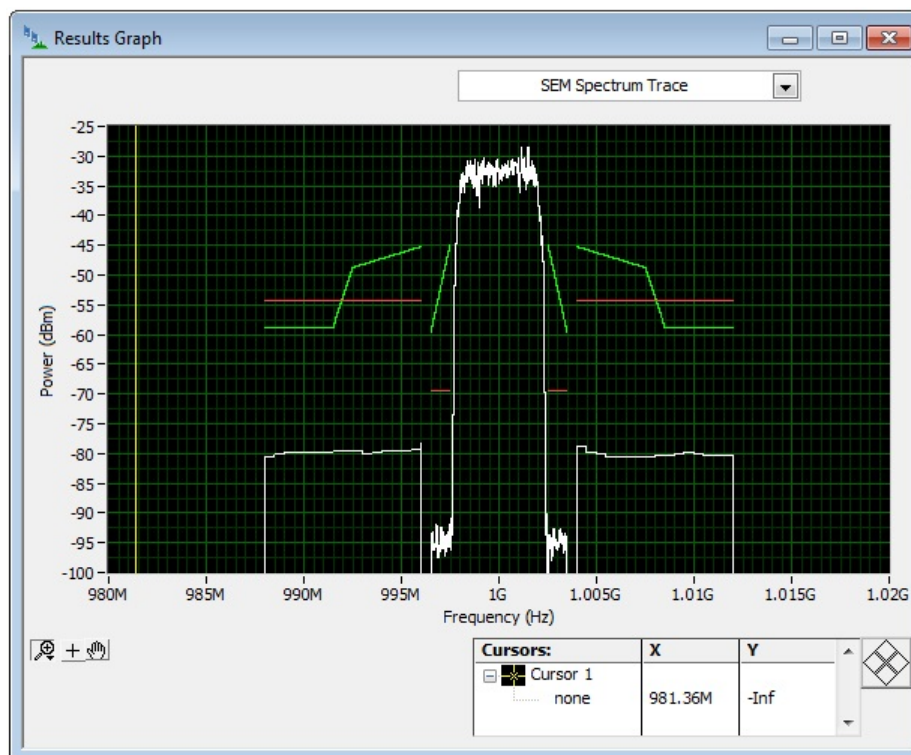 Results Graph
SEM Spectrum Trace
-25
-30
-35
-40
-45
-50
-55
-60
-65
-70
-75
-80
-85
-90
-95
-100
Power (dBm)
980M 985M 990M 995M 1G 1.005G 1.01G 1.015G 1.02G
Frequency (Hz)
Cursors: X Y
Cursor 1
none 981.36M -Inf